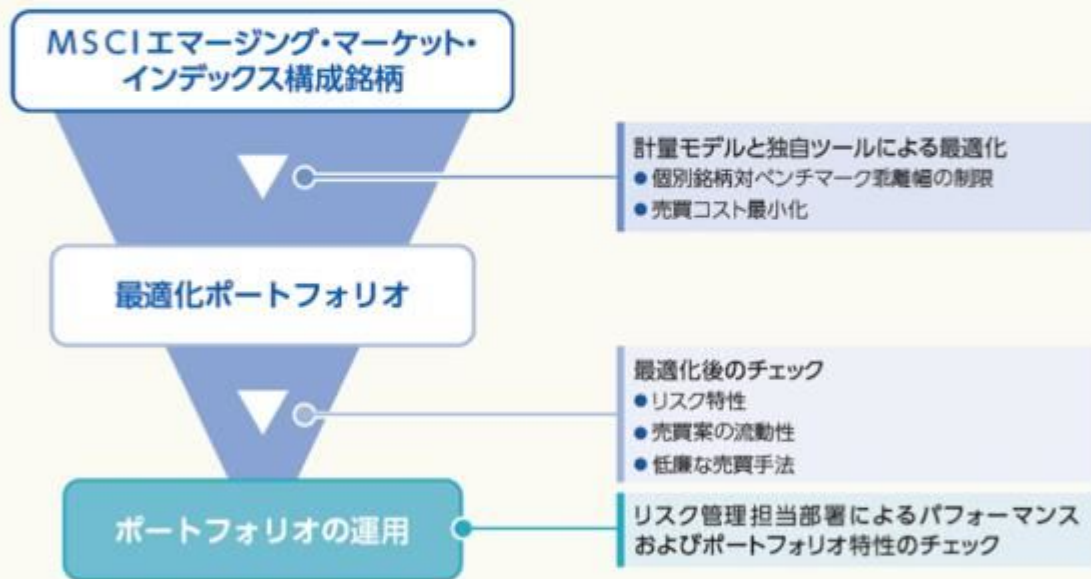 MSCIエマージング・マーケット・
インデックス構成銘柄
計量モデルと独自ツールによる最適化
●個別銘柄対ベンチマーク乖離幅の制限
●売買コスト最小化
最適化ポートフォリオ
最適化後のチェック
●リスク特性
●売買案の流動性
●低廉な売買手法
ポートフォリオの運用
リスク管理担当部署によるパフォーマンス
およびポートフォリオ特性のチェック